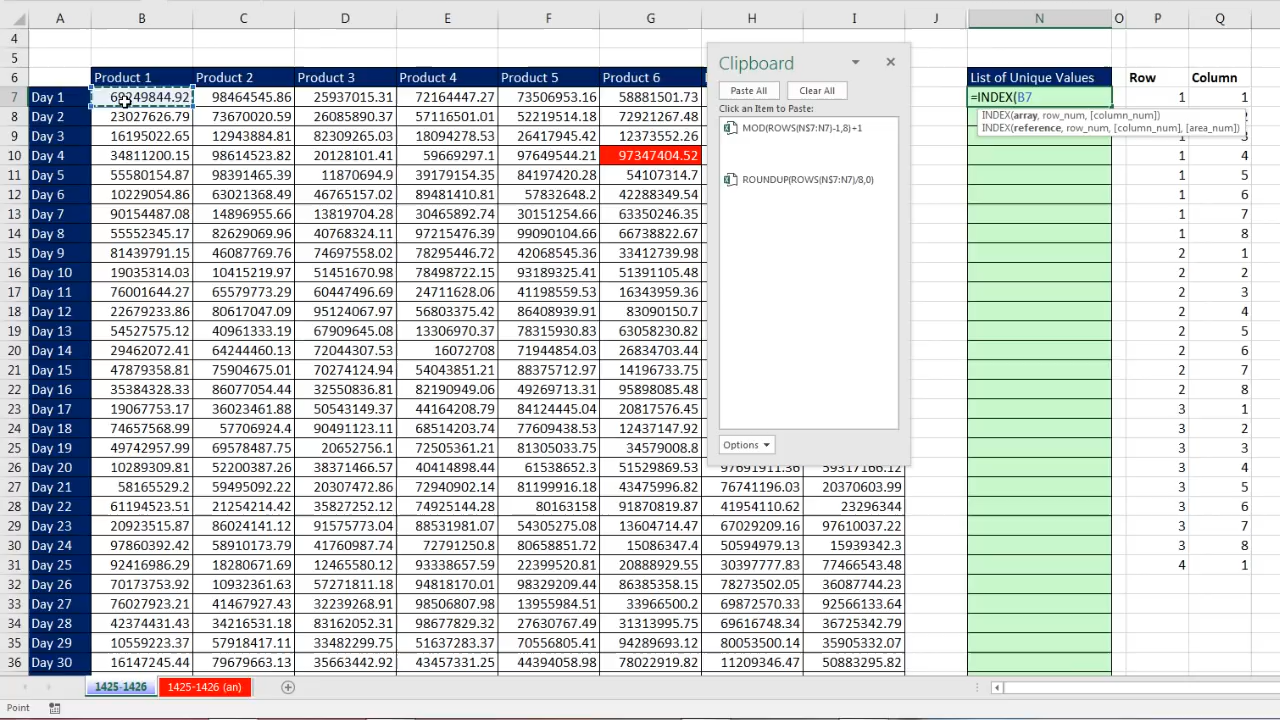 A B C D E F G H I J N O P Q
4
5
6 Product 1 Product 2 Product 3 Product 4 Product 5 Product 6 List of Unique Values Row Column
7 Day 1 69249844.92 98464545.86 25937015.31 72164447.27 73506953.16 58881501.73 =INDEX(B7 1 1
8 Day 2 23027626.79 73670020.59 26085890.37 57116501.01 52219514.18 72921267.48
9 Day 3 16195022.65 12943884.81 82309265.03 18094278.53 26417945.42 12373552.26
10 Day 4 34811200.15 98614523.82 20128101.41 59669297.1 97649544.21 97347404.52 1 4
11 Day 5 55580154.87 98391465.39 11870694.9 39179354.35 84197420.28 54107314.7 1 5
12 Day 6 10229054.86 63021368.49 46765157.02 89481410.81 57832648.2 42288349.54 1 6
13 Day 7 90154487.08 14896955.66 13819704.28 30465892.74 30151254.66 63350246.35 1 7
14 Day 8 55552345.17 82629069.96 40768324.11 97215476.39 99090104.66 66738822.67 1 8
15 Day 9 81439791.15 46087769.76 74697558.02 78295446.72 42068545.36 33412739.98 2 1
16 Day 10 19035314.03 10415219.97 51451670.98 78498722.15 93189325.41 51391105.48 2 2
17 Day 11 76001644.27 65579773.29 60447496.69 24711628.06 41198559.53 16343959.36 2 3
18 Day 12 22679233.86 80617047.09 95124067.97 56803375.42 86408939.91 83090150.7 2 4
19 Day 13 54527575.12 40961333.19 67909645.08 13306970.37 78315930.83 63058230.82 2 5
20 Day 14 29462072.41 64244460.13 72044307.53 16072708 71944854.03 26834703.44 2 6
21 Day 15 47879358.81 75904675.01 70274124.94 54043851.21 88375712.97 14196733.75 2 7
22 Day 16 35384328.33 86077054.44 32550836.81 82190949.06 49269713.31 95898085.48 2 8
23 Day 17 19067753.17 36023461.88 50543149.37 44164208.79 84124445.04 20817576.45 3 1
24 Day 18 74657568.99 57706924.4 90491123.11 68514203.74 77609438.53 12437147.92 3 2
25 Day 19 49742957.99 69578487.75 20652756.1 72505361.21 81305033.75 34579008.8 3 3
26 Day 20 10289309.81 52200387.26 38371466.57 40414898.44 61538652.3 51529869.53 97691911.36 59317166.12 3 4
27 Day 21 58165529.2 59495092.22 20307472.86 72940902.14 81199916.18 43475996.82 76741196.03 20370603.99 3 5
28 Day 22 61194523.51 21254214.42 35827252.12 74925144.28 80163158 91870819.87 41954110.62 23296344 3 6
29 Day 23 20923515.87 86024141.12 91575773.04 88531981.07 54305275.08 13604714.47 67029209.16 97610037.22 3 7
30 Day 24 97860392.42 58910173.79 41760987.74 72791250.8 80658851.72 15086347.4 50594979.13 15939342.3 3 8
31 Day 25 92416986.29 18280671.69 12465580.12 93338657.59 22399520.81 20888929.55 30397777.83 77466543.48 4 1
32 Day 26 70173753.92 10932361.63 57271811.18 94818170.01 98329209.44 86385358.15 78273502.05 36087744.23
33 Day 27 76027923.21 41467927.43 32239268.91 98506807.98 13955984.51 33966500.2 69872570.33 92566133.64
34 Day 28 42374431.43 34216531.18 83162052.31 98677829.32 27630767.49 31313995.75 69616748.34 36725342.79
35 Day 29 10559223.37 57918417.11 33482299.75 51637283.37 70556805.41 94289693.12 80053500.14 35905332.07
36 Day 30 16147245.44 79679663.13 35663442.92 43457331.25 44394058.98 78022919.82 11209346.47 50883295.82
INDEX(array, row_num, [column_num])
INDEX(reference, row_num, [column_num], [area_num])
Clipboard
Paste All Clear All
Click an Item to Paste:
MOD(ROWS(N$7:N7)-1,8)+1
ROUNDUP(ROWS(N$7:N7)/8,0)
Options
1425-1426 1425-1426 (an)
Point